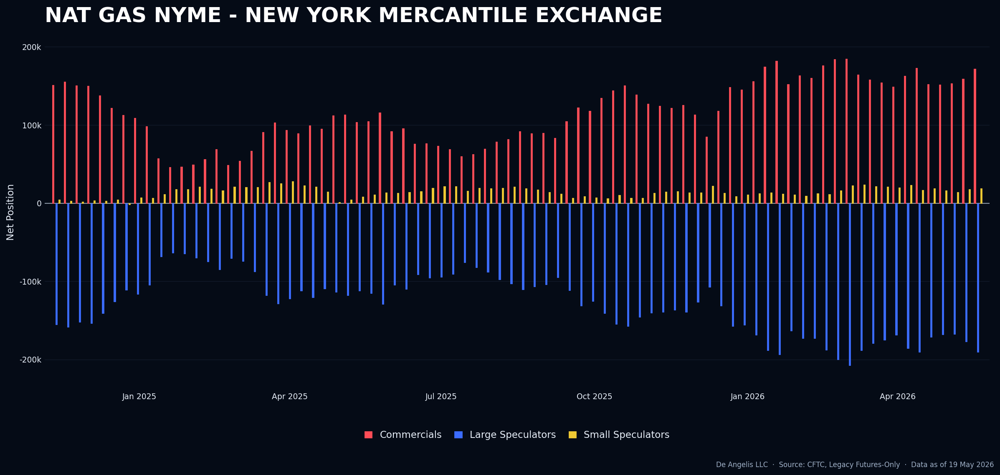 NAT GAS NYME - NEW YORK MERCANTILE EXCHANGE
200k
100k
0
-100k
-200k
Net Position
Jan 2025
Apr 2025
Jul 2025
Oct 2025
Jan 2026
Apr 2026
Commercials
Large Speculators
Small Speculators
De Angelis LLC · Source: CFTC, Legacy Futures-Only · Data as of 19 May 2026